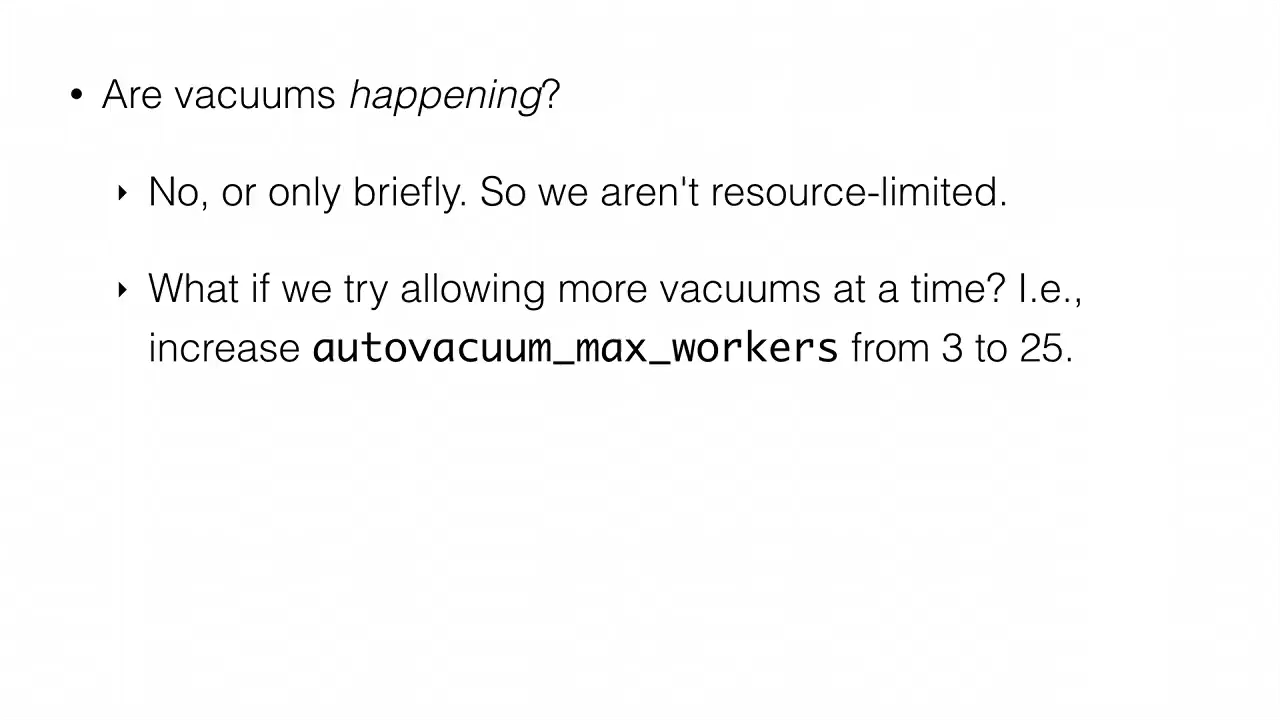 • Are vacuums happening?
‣ No, or only briefly. So we aren't resource-limited.
‣ What if we try allowing more vacuums at a time? I.e.,
increase autovacuum_max_workers from 3 to 25.